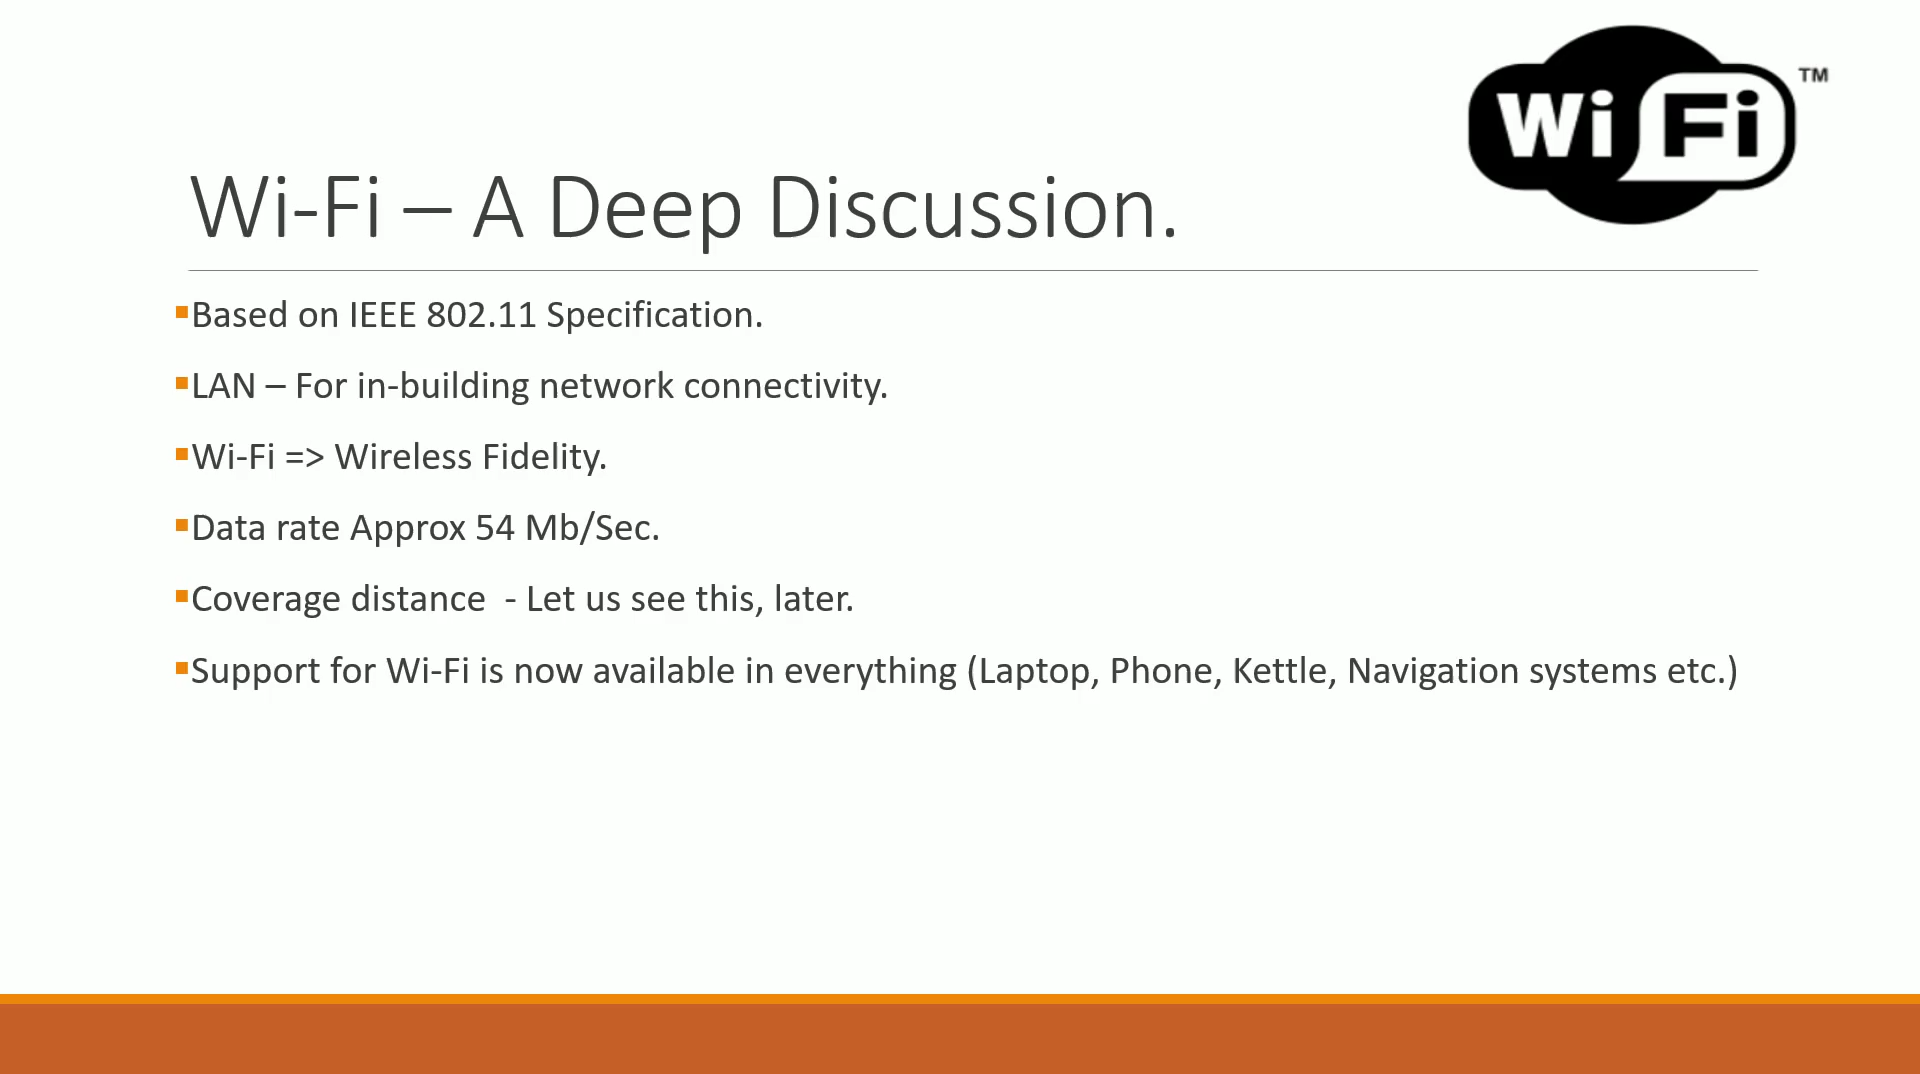 Wi Fi ™
Wi-Fi – A Deep Discussion.
▪Based on IEEE 802.11 Specification.
▪LAN – For in-building network connectivity.
▪Wi-Fi => Wireless Fidelity.
▪Data rate Approx 54 Mb/Sec.
▪Coverage distance  - Let us see this, later.
▪Support for Wi-Fi is now available in everything (Laptop, Phone, Kettle, Navigation systems etc.)